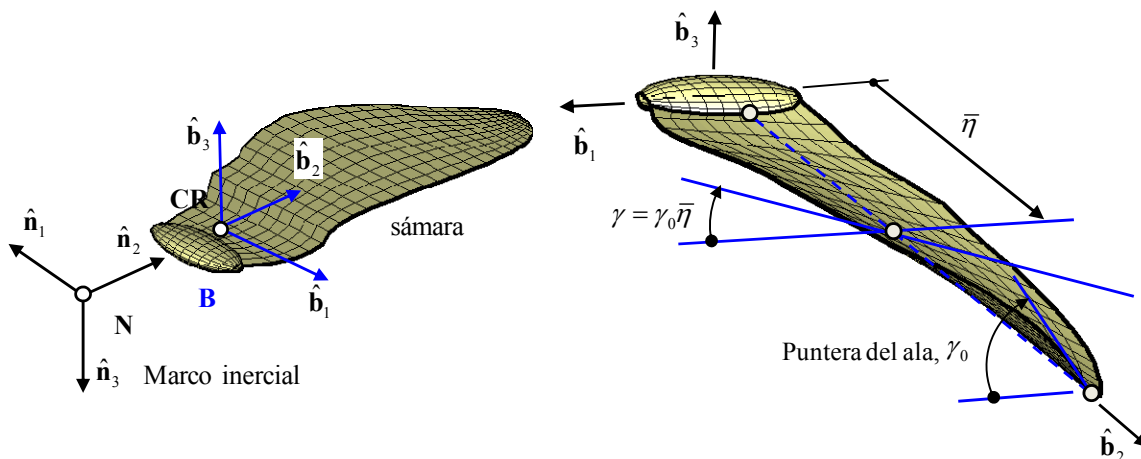 b̂₃
b̂₂
CR
n̂₁
n̂₂
sámara
B
b̂₁
N
n̂₃
Marco inercial
b̂₃
b̂₁
η̄
γ = γ₀η̄
Puntera del ala, γ₀
b̂₂